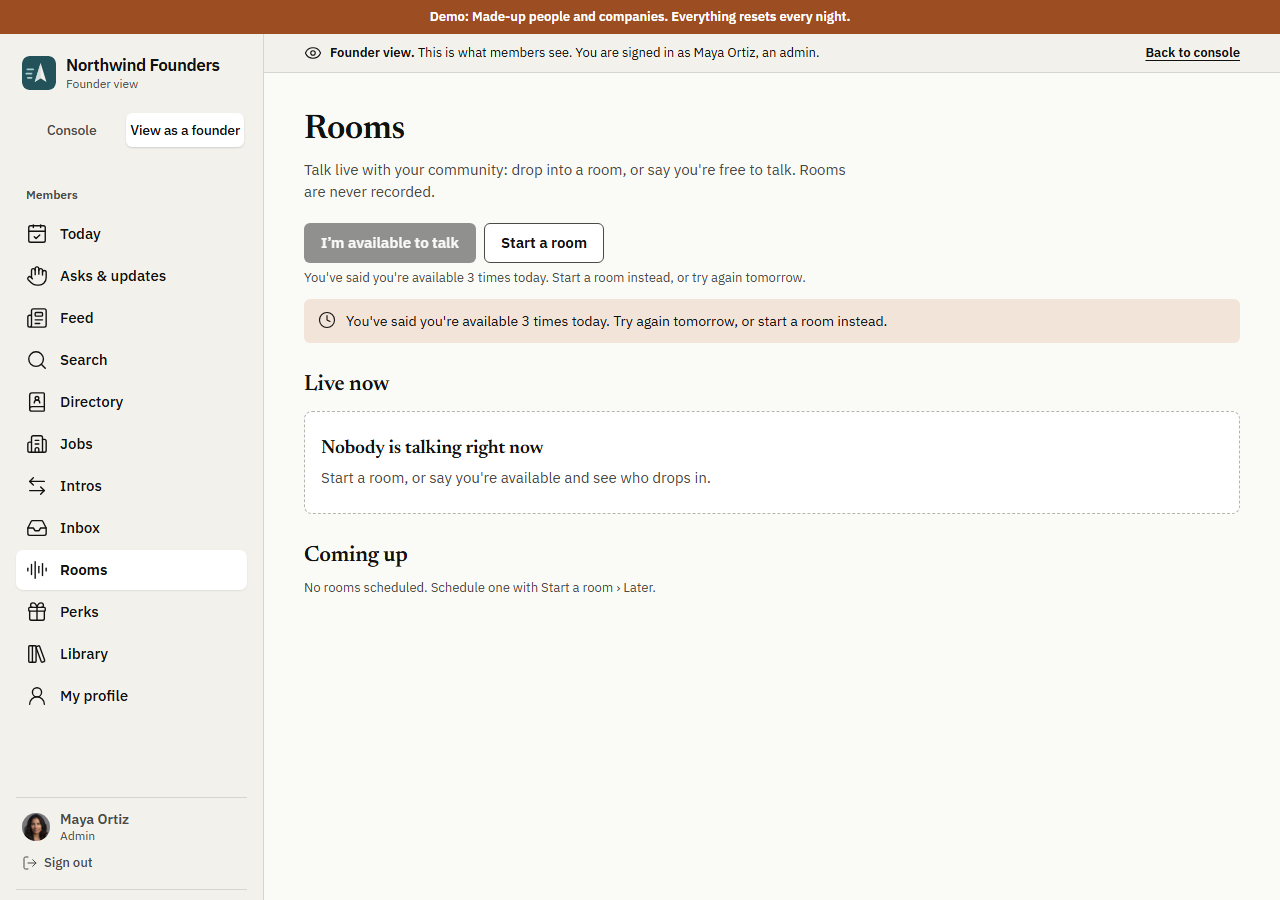 Demo: Made-up people and companies. Everything resets every night.
Northwind Founders
Founder view
Console
View as a founder
Members
Today
Asks & updates
Feed
Search
Directory
Jobs
Intros
Inbox
Rooms
Perks
Library
My profile
Maya Ortiz
Admin
Sign out
Founder view. This is what members see. You are signed in as Maya Ortiz, an admin.
Back to console
Rooms
Talk live with your community: drop into a room, or say you're free to talk. Rooms
are never recorded.
I’m available to talk
Start a room
You've said you're available 3 times today. Start a room instead, or try again tomorrow.
You've said you're available 3 times today. Try again tomorrow, or start a room instead.
Live now
Nobody is talking right now
Start a room, or say you're available and see who drops in.
Coming up
No rooms scheduled. Schedule one with Start a room › Later.